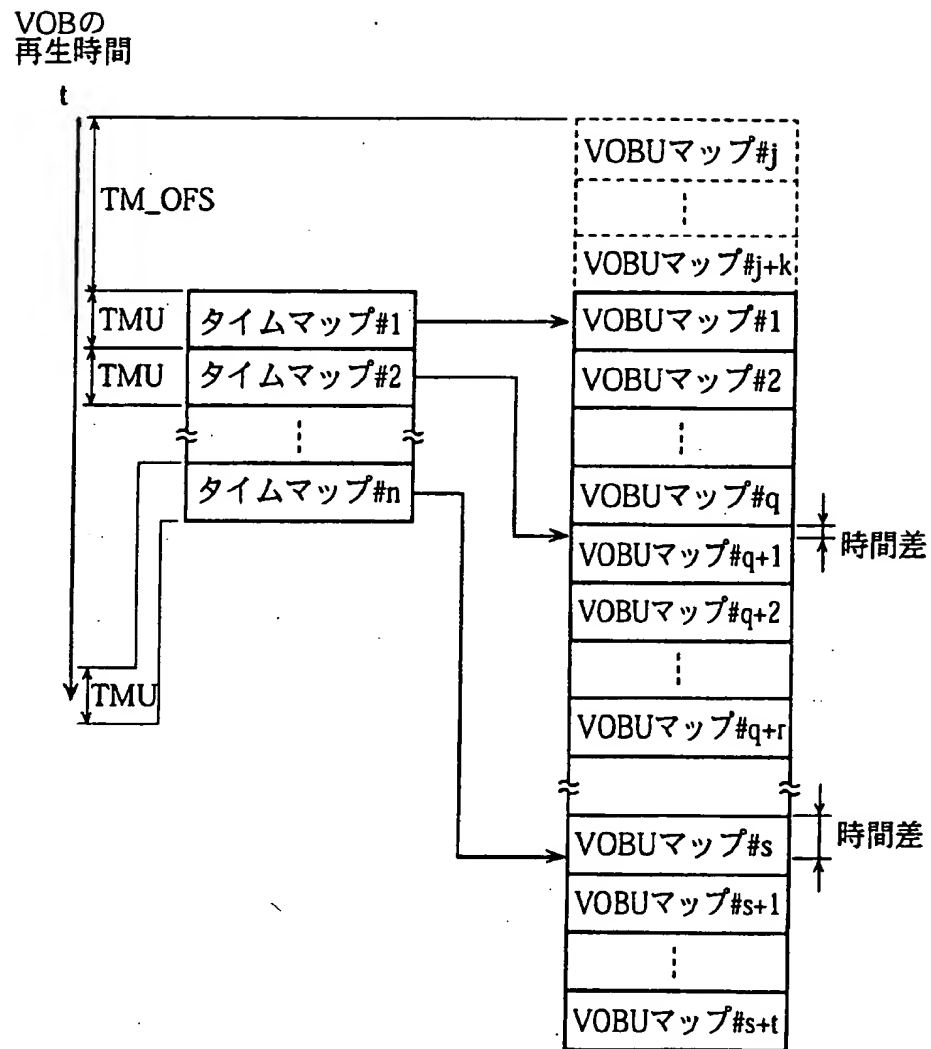 VOBの
再生時間
t
TM_OFS
TMU
TMU
TMU
タイムマップ#1
タイムマップ#2
タイムマップ#n
VOBUマップ#j
VOBUマップ#j+k
VOBUマップ#1
VOBUマップ#2
VOBUマップ#q
VOBUマップ#q+1
VOBUマップ#q+2
VOBUマップ#q+r
VOBUマップ#s
VOBUマップ#s+1
VOBUマップ#s+t
時間差
時間差